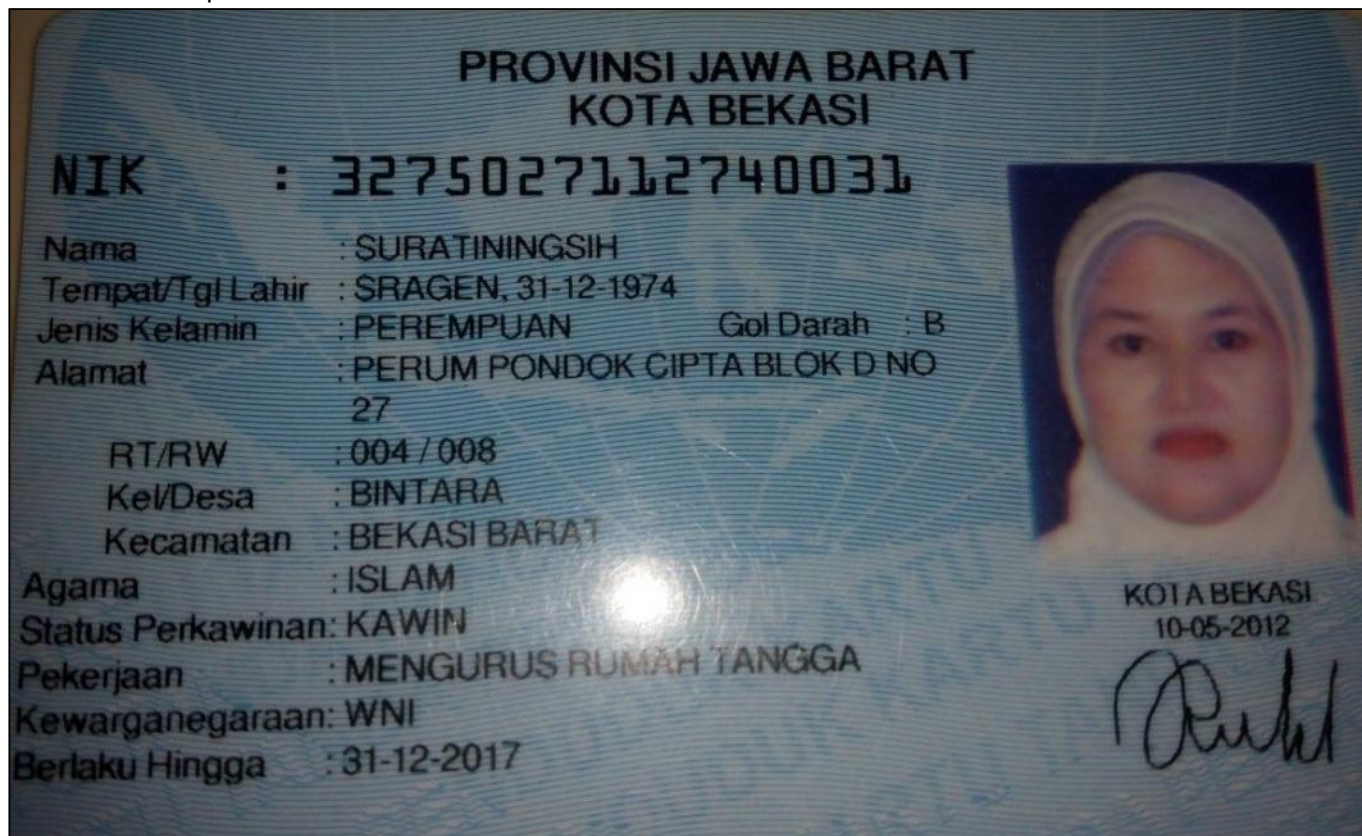 PROVINSI JAWA BARAT
KOTA BEKASI
NIK : 3275027112740031
Nama : SURATININGSIH
Tempat/Tgl Lahir : SRAGEN, 31-12-1974
Jenis Kelamin : PEREMPUAN Gol Darah : B
Alamat : PERUM PONDOK CIPTA BLOK D NO
27
RT/RW : 004 / 008
Kel/Desa : BINTARA
Kecamatan : BEKASI BARAT
Agama : ISLAM
Status Perkawinan: KAWIN
Pekerjaan : MENGURUS RUMAH TANGGA
Kewarganegaraan: WNI
Berlaku Hingga : 31-12-2017
KOTA BEKASI
10-05-2012